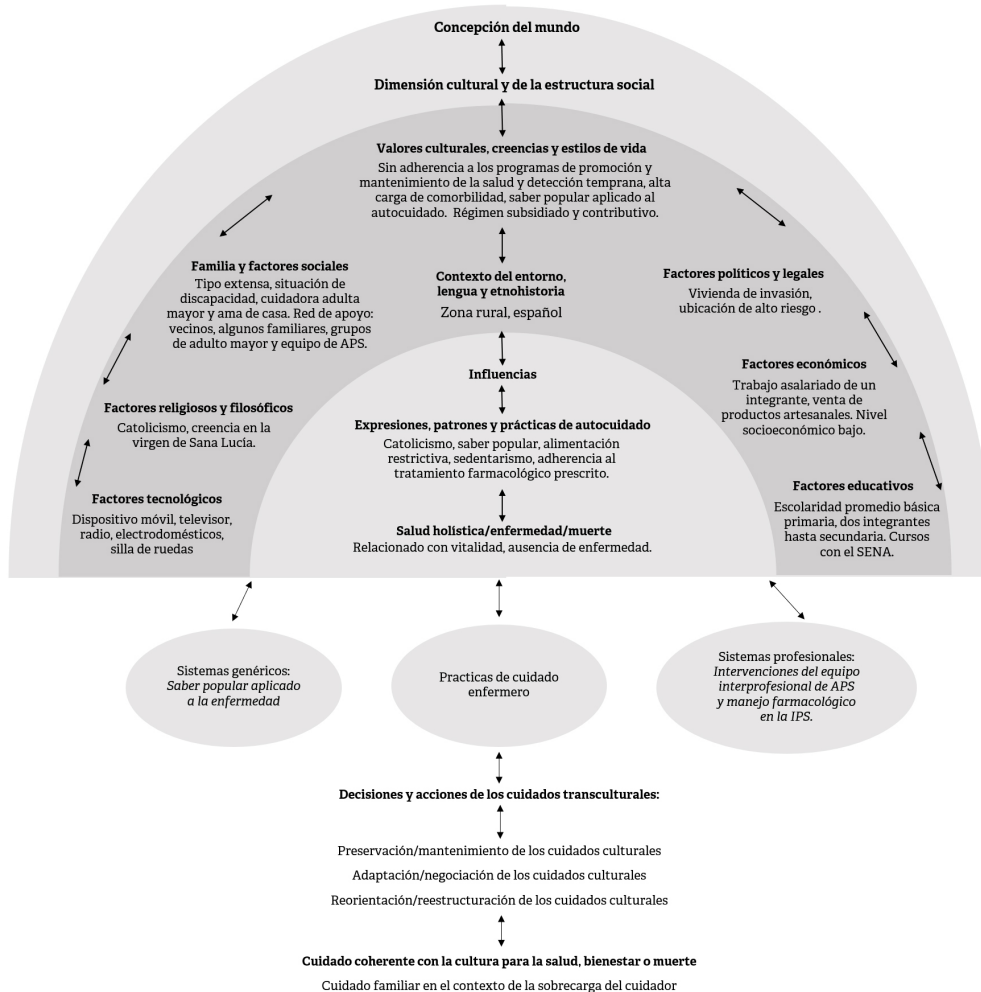 Concepción del mundo
Dimensión cultural y de la estructura social
Valores culturales, creencias y estilos de vida
Sin adherencia a los programas de promoción y
mantenimiento de la salud y detección temprana, alta
carga de comorbilidad, saber popular aplicado al
autocuidado. Régimen subsidiado y contributivo.
Familia y factores sociales
Tipo extensa, situación de
discapacidad, cuidadora adulta
mayor y ama de casa. Red de apoyo:
vecinos, algunos familiares, grupos
de adulto mayor y equipo de APS.
Contexto del entorno,
lengua y etnohistoria
Zona rural, español
Factores políticos y legales
Vivienda de invasión,
ubicación de alto riesgo .
Influencias
Factores económicos
Trabajo asalariado de un
integrante, venta de
productos artesanales. Nivel
socioeconómico bajo.
Factores religiosos y filosóficos
Catolicismo, creencia en la
virgen de Sana Lucía.
Expresiones, patrones y prácticas de autocuidado
Catolicismo, saber popular, alimentación
restrictiva, sedentarismo, adherencia al
tratamiento farmacológico prescrito.
Factores tecnológicos
Dispositivo móvil, televisor,
radio, electrodomésticos,
silla de ruedas
Salud holística/enfermedad/muerte
Relacionado con vitalidad, ausencia de enfermedad.
Factores educativos
Escolaridad promedio básica
primaria, dos integrantes
hasta secundaria. Cursos
con el SENA.
Sistemas genéricos:
Saber popular aplicado
a la enfermedad
Practicas de cuidado
enfermero
Sistemas profesionales:
Intervenciones del equipo
interprofesional de APS
y manejo farmacológico
en la IPS.
Decisiones y acciones de los cuidados transculturales:
Preservación/mantenimiento de los cuidados culturales
Adaptación/negociación de los cuidados culturales
Reorientación/reestructuración de los cuidados culturales
Cuidado coherente con la cultura para la salud, bienestar o muerte
Cuidado familiar en el contexto de la sobrecarga del cuidador